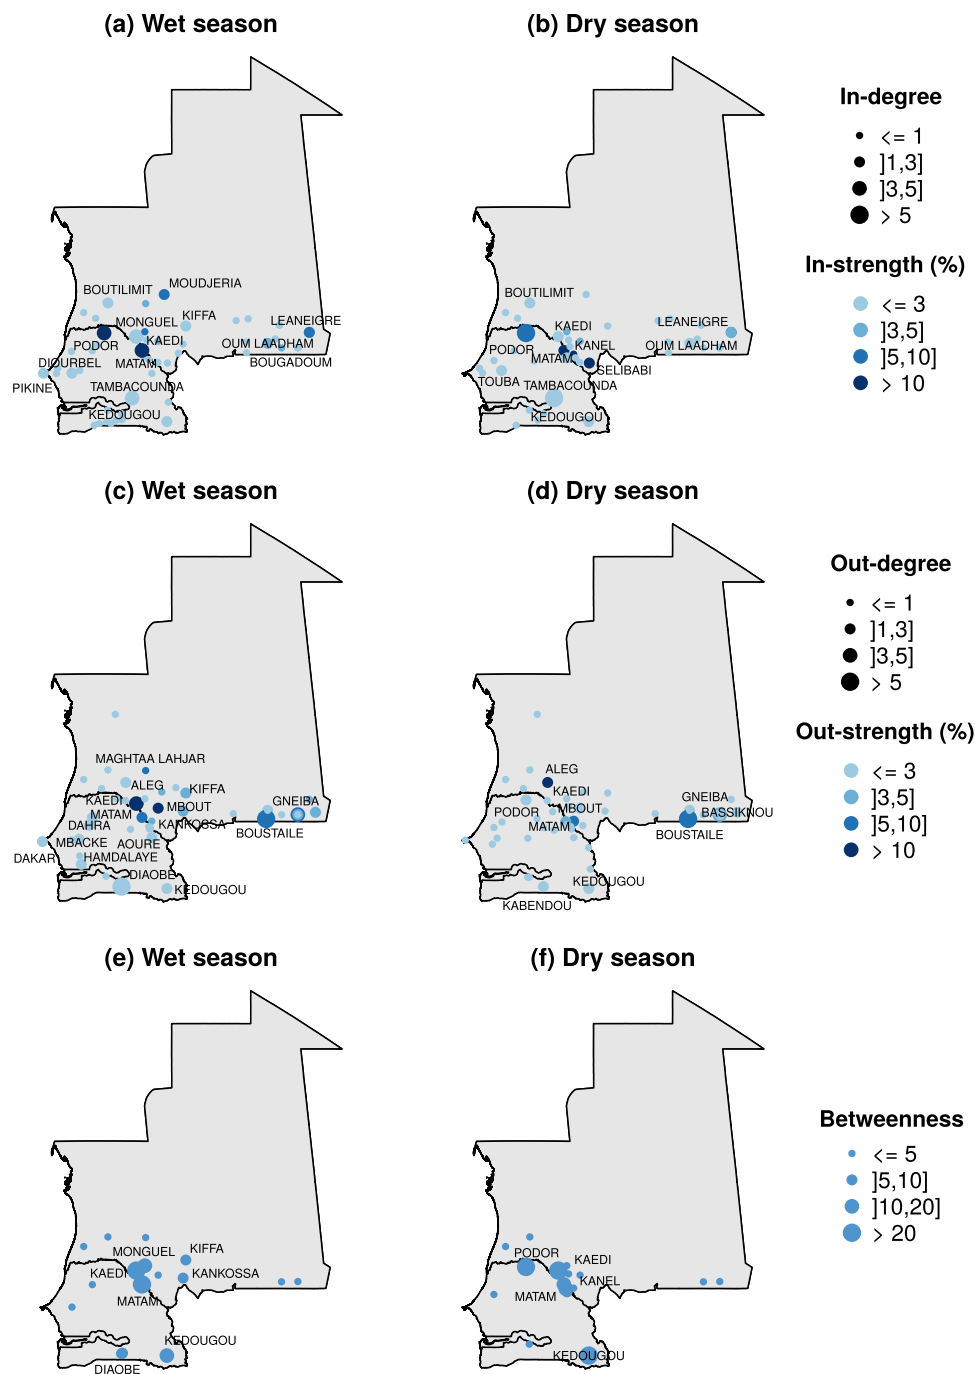 (a) Wet season
(b) Dry season
In-degree
<= 1
]1,3]
]3,5]
> 5
In-strength (%)
<= 3
]3,5]
]5,10]
> 10
BOUTILIMIT
MOUDJERIA
MONGUEL
KIFFA
LEANEIGRE
PODOR
KAEDI
OUM LAADHAM
DIOURBEL
MATAM
BOUGADOUM
PIKINE
TAMBACOUNDA
KEDOUGOU
BOUTILIMIT
KAEDI
LEANEIGRE
PODOR
KANEL
OUM LAADHAM
MATAM
SELIBABI
TOUBA
TAMBACOUNDA
KEDOUGOU
(c) Wet season
(d) Dry season
Out-degree
<= 1
]1,3]
]3,5]
> 5
Out-strength (%)
<= 3
]3,5]
]5,10]
> 10
MAGHTAA LAHJAR
ALEG
KIFFA
KAEDI
MBOUT
GNEIBA
MATAM
KANKOSSA
DAHRA
BOUSTAILE
MBACKE
AOURE
DAKAR
HAMDALAYE
DIAOBE
KEDOUGOU
ALEG
KAEDI
GNEIBA
PODOR
MBOUT
BASSIKNOU
MATAM
BOUSTAILE
KEDOUGOU
KABENDOU
(e) Wet season
(f) Dry season
Betweenness
<= 5
]5,10]
]10,20]
> 20
MONGUEL
KIFFA
KAEDI
KANKOSSA
MATAM
KEDOUGOU
DIAOBE
PODOR
KAEDI
KANEL
MATAM
KEDOUGOU